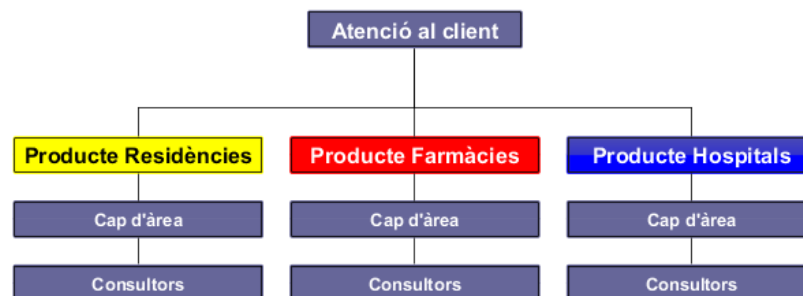 Atenció al client
Producte Residències
Producte Farmàcies
Producte Hospitals
Cap d'àrea
Cap d'àrea
Cap d'àrea
Consultors
Consultors
Consultors